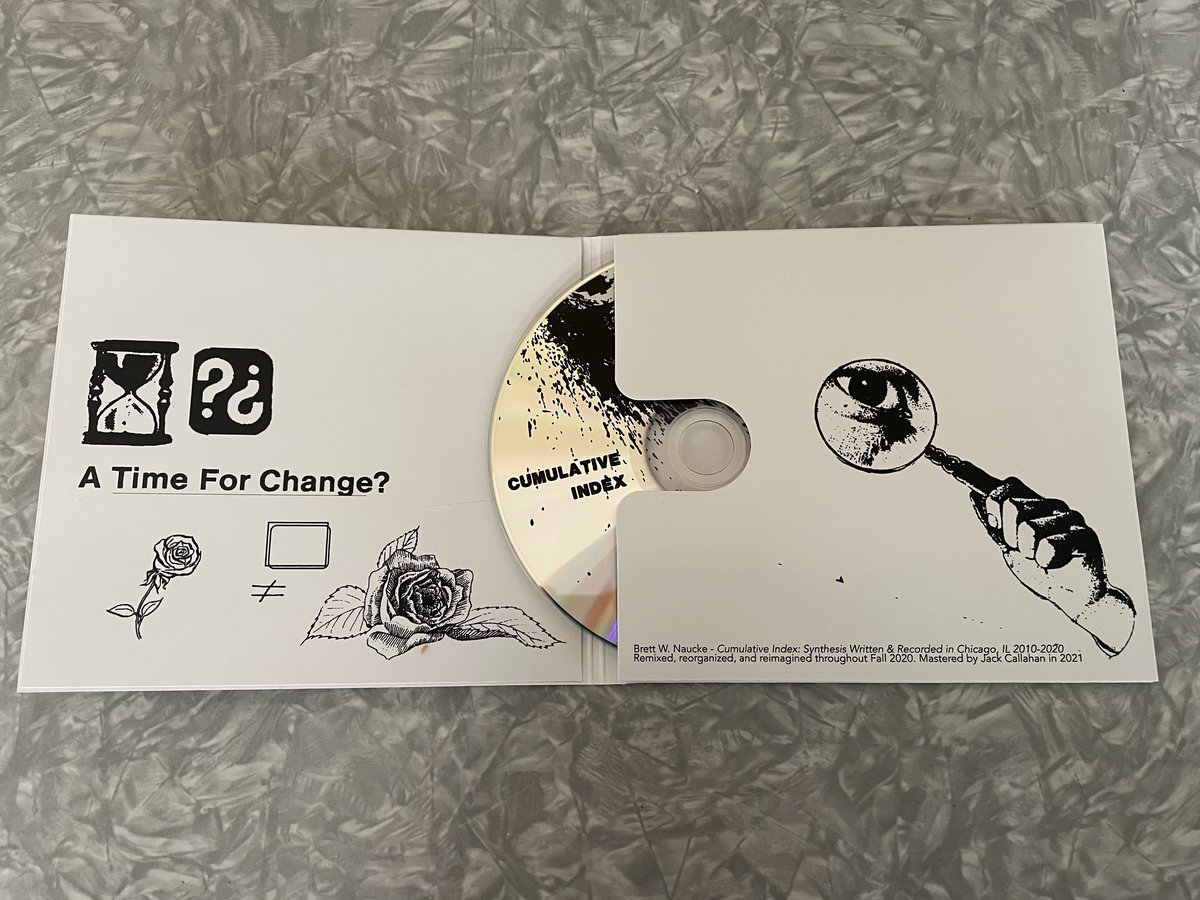 ?¿
A Time For Change?
≠
CUMULATIVE
INDEX
Brett W. Naucke - Cumulative Index: Synthesis Written & Recorded in Chicago, IL 2010-2020
Remixed, reorganized, and reimagined throughout Fall 2020. Mastered by Jack Callahan in 2021